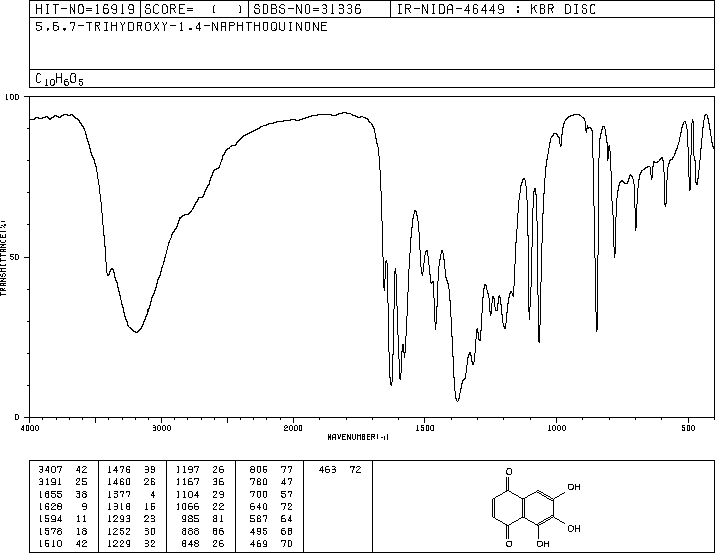 HIT-NO=16919 SCORE= ( ) SDBS-NO=31336 IR-NIDA-46449 : KBR DISC
5.6.7-TRIHYDROXY-1.4-NAPHTHOQUINONE
C10H6O5
100
50
0
TRANSMITTANCE(%)
4000 3000 2000 1500 1000 500
WAVENUMBER(-1)
3407 42 1476 39 1197 26 806 77 463 72
3191 25 1460 26 1167 36 780 47
1655 38 1377 4 1104 29 700 57
1628 9 1318 16 1066 22 640 72
1594 11 1293 23 985 81 587 64
1578 18 1252 30 888 86 495 68
1510 42 1229 32 848 26 469 70
O
OH
OH
O OH